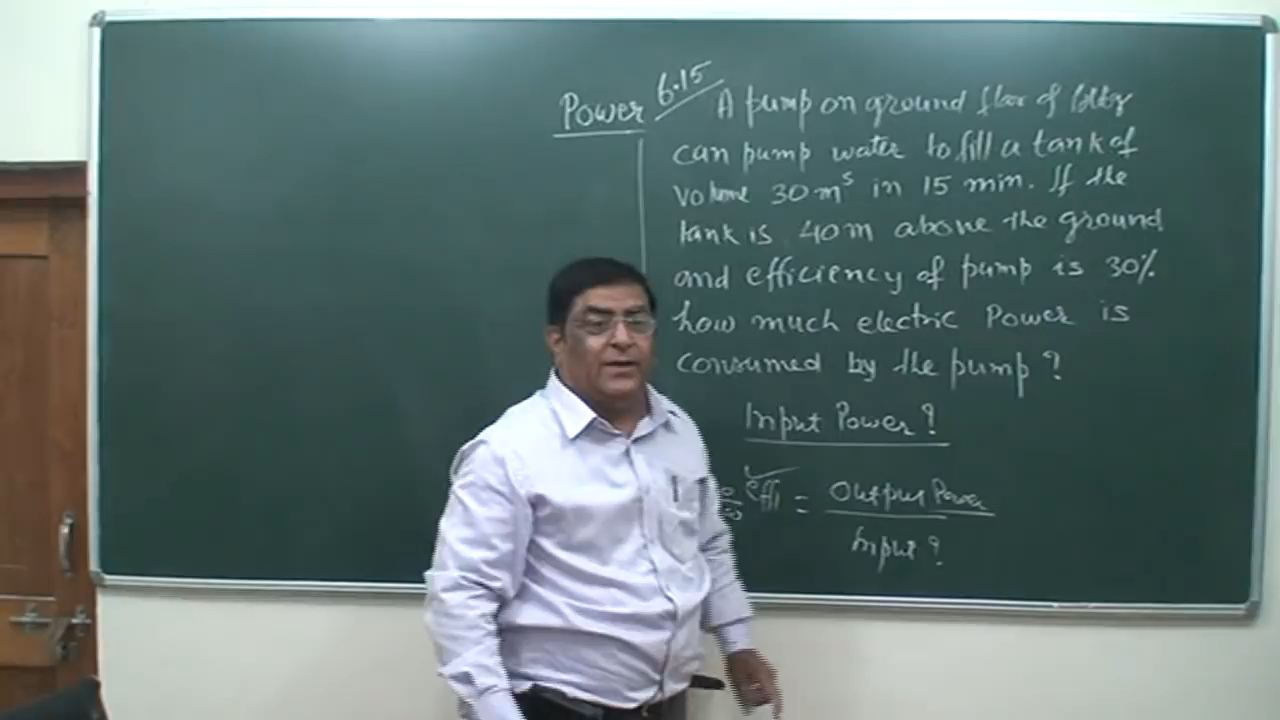 Power 6.15 A pump on ground floor of bldg
can pump water to fill a tank of
volume 30 m³ in 15 min. If the
tank is 40m above the ground
and efficiency of pump is 30%
how much electric Power is
consumed by the pump?
Input Power?
effi = Output Power
Input?